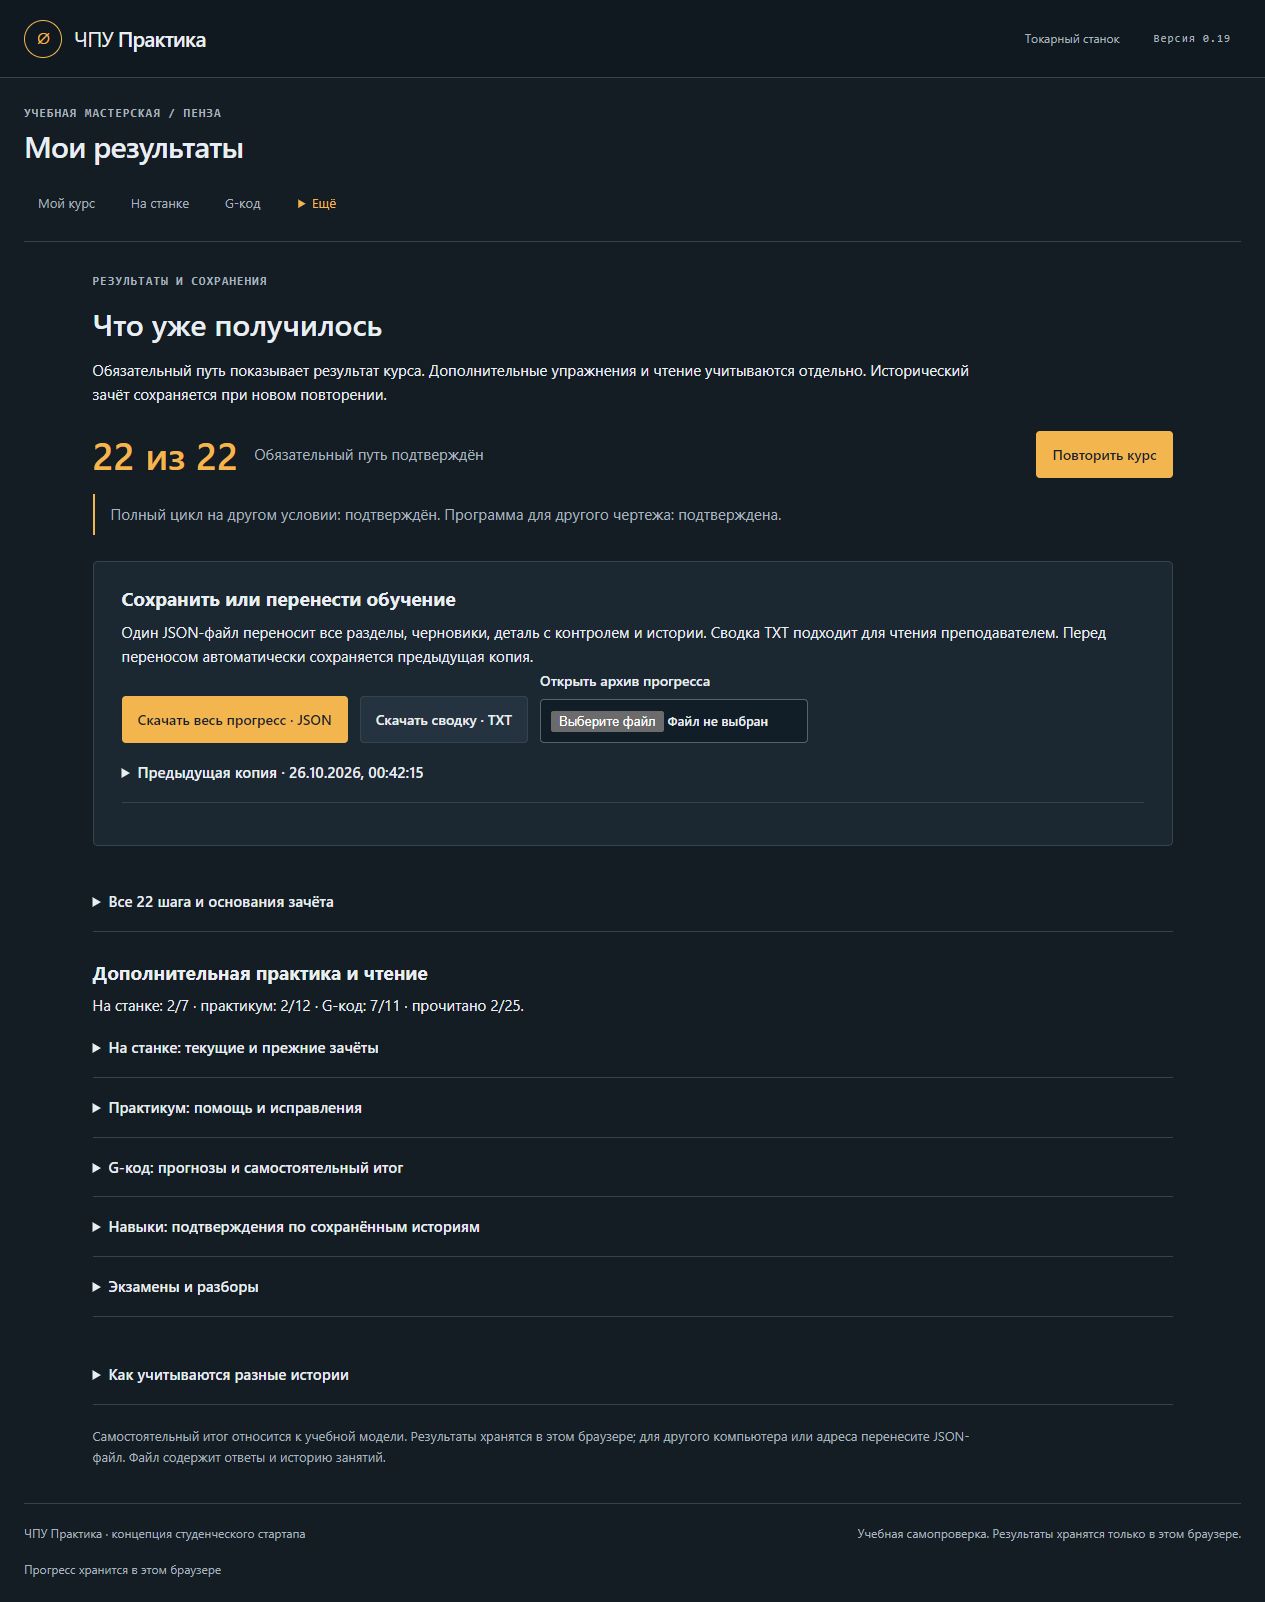 Ø ЧПУ Практика
Токарный станок
Версия 0.19
УЧЕБНАЯ МАСТЕРСКАЯ / ПЕНЗА
Мои результаты
Мой курс На станке G-код ▶ Ещё
РЕЗУЛЬТАТЫ И СОХРАНЕНИЯ
Что уже получилось
Обязательный путь показывает результат курса. Дополнительные упражнения и чтение учитываются отдельно. Исторический
зачёт сохраняется при новом повторении.
22 из 22 Обязательный путь подтверждён
Повторить курс
Полный цикл на другом условии: подтверждён. Программа для другого чертежа: подтверждена.
Сохранить или перенести обучение
Один JSON-файл переносит все разделы, черновики, деталь с контролем и истории. Сводка TXT подходит для чтения преподавателем. Перед
переносом автоматически сохраняется предыдущая копия.
Открыть архив прогресса
Скачать весь прогресс · JSON
Скачать сводку · TXT
Выберите файл Файл не выбран
▶ Предыдущая копия · 26.10.2026, 00:42:15
▶ Все 22 шага и основания зачёта
Дополнительная практика и чтение
На станке: 2/7 · практикум: 2/12 · G-код: 7/11 · прочитано 2/25.
▶ На станке: текущие и прежние зачёты
▶ Практикум: помощь и исправления
▶ G-код: прогнозы и самостоятельный итог
▶ Навыки: подтверждения по сохранённым историям
▶ Экзамены и разборы
▶ Как учитываются разные истории
Самостоятельный итог относится к учебной модели. Результаты хранятся в этом браузере; для другого компьютера или адреса перенесите JSON-
файл. Файл содержит ответы и историю занятий.
ЧПУ Практика · концепция студенческого стартапа
Учебная самопроверка. Результаты хранятся только в этом браузере.
Прогресс хранится в этом браузере